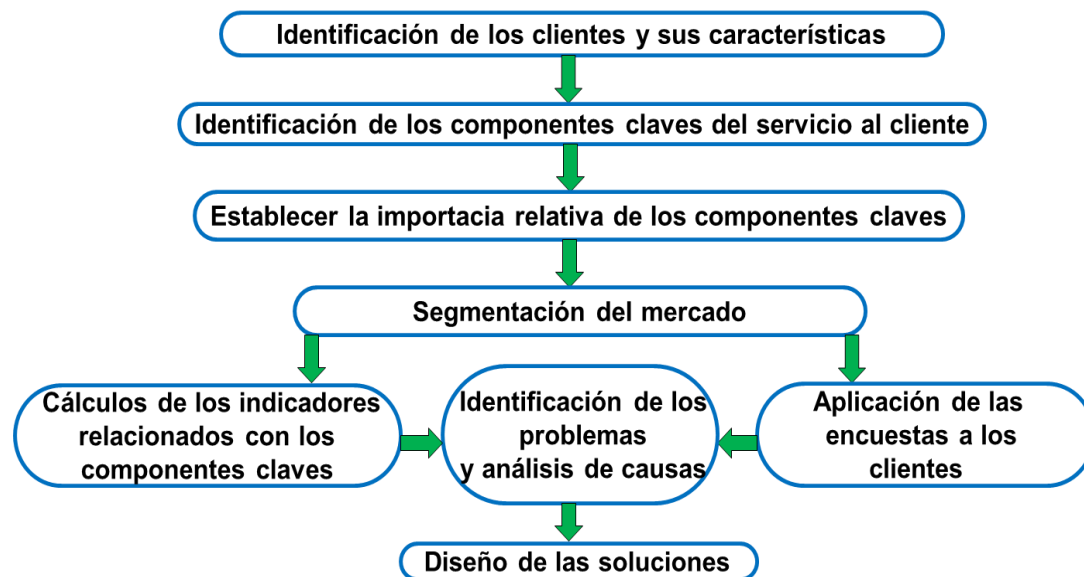 Identificación de los clientes y sus características
Identificación de los componentes claves del servicio al cliente
Establecer la importacia relativa de los componentes claves
Segmentación del mercado
Cálculos de los indicadores
relacionados con los
componentes claves
Identificación de los
problemas
y análisis de causas
Aplicación de las
encuestas a los
clientes
Diseño de las soluciones